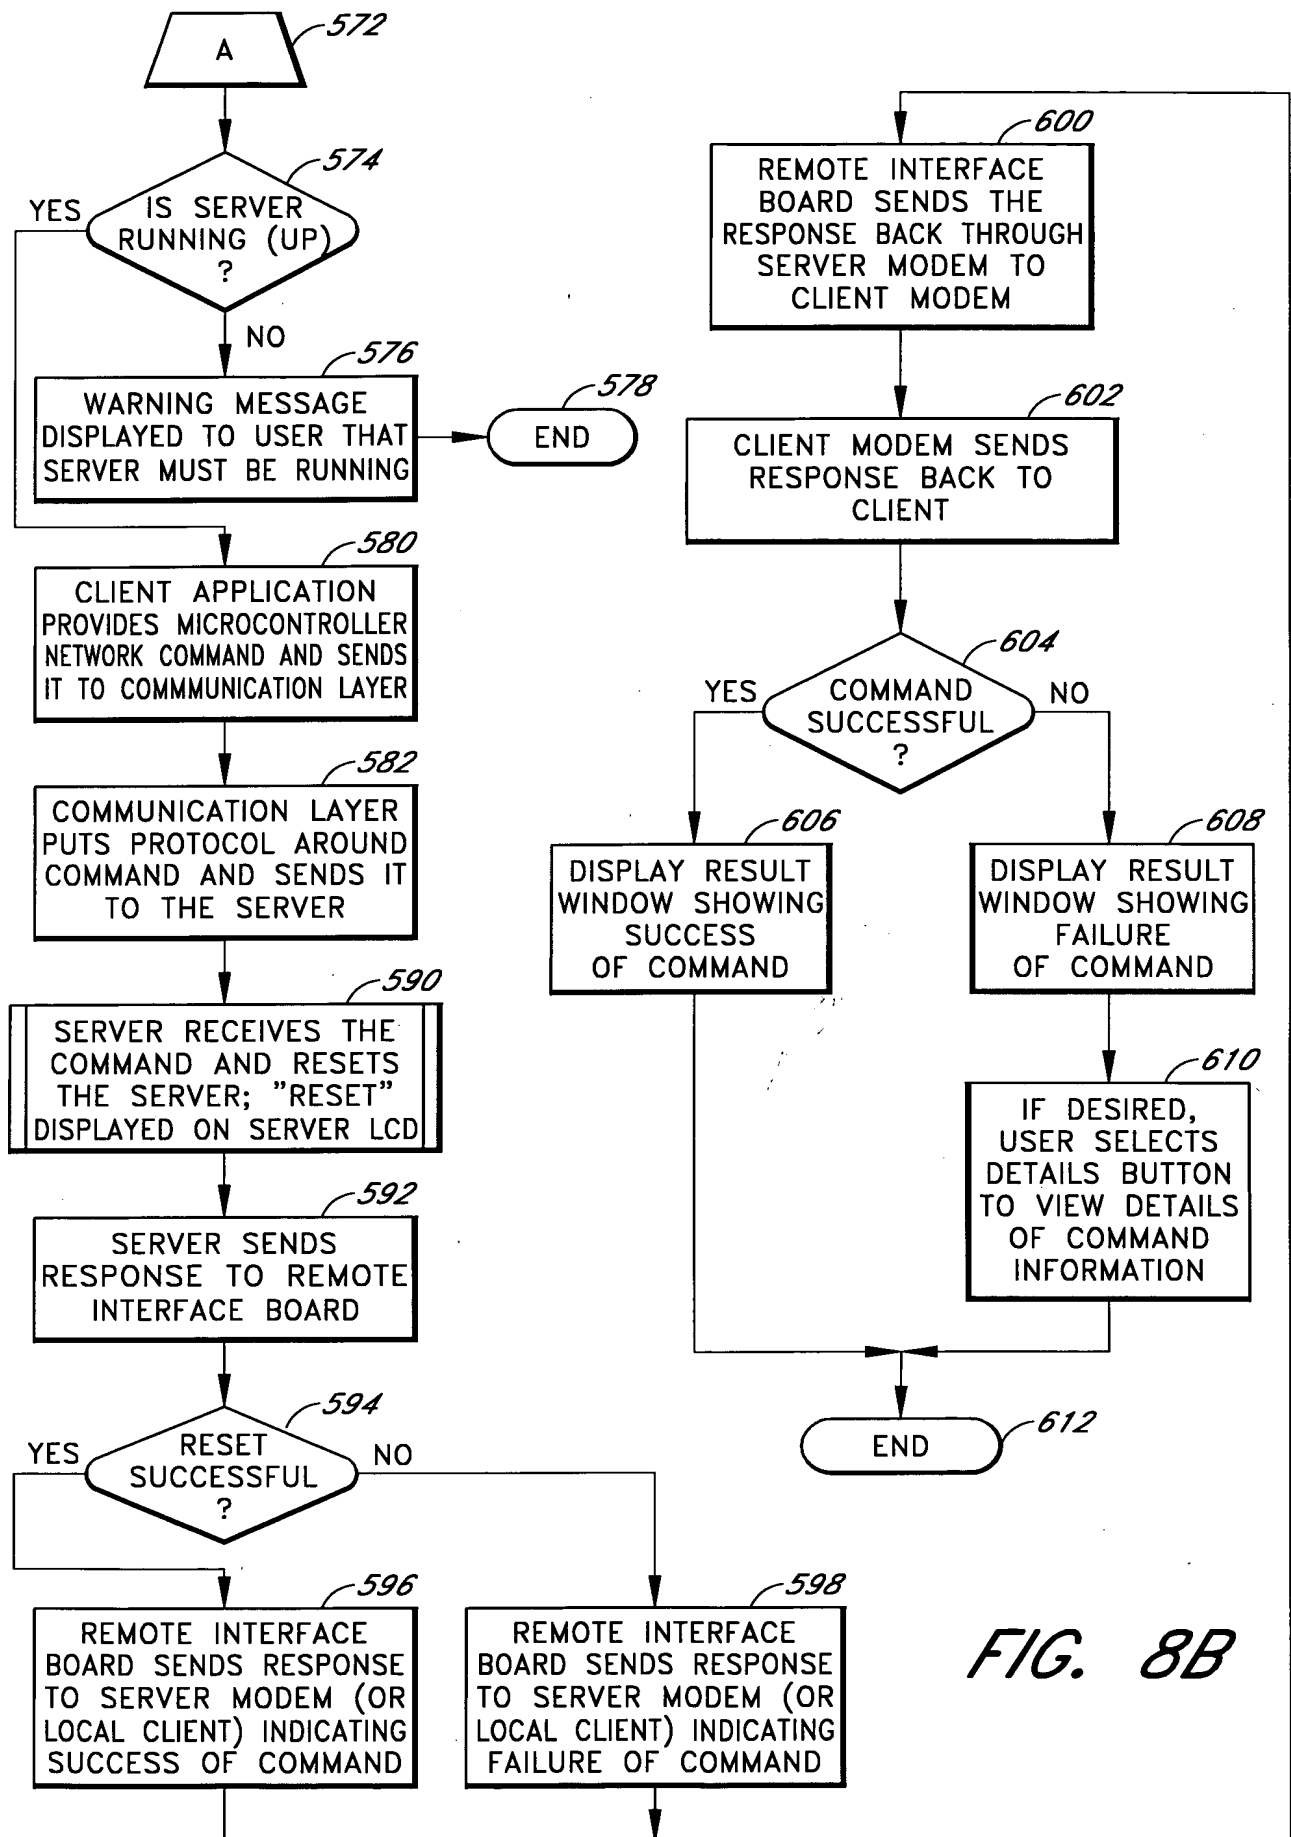 A
572
574
YES
IS SERVER
RUNNING (UP)
?
NO
576
WARNING MESSAGE
DISPLAYED TO USER THAT
SERVER MUST BE RUNNING
578
END
580
CLIENT APPLICATION
PROVIDES MICROCONTROLLER
NETWORK COMMAND AND SENDS
IT TO COMMMUNICATION LAYER
582
COMMUNICATION LAYER
PUTS PROTOCOL AROUND
COMMAND AND SENDS IT
TO THE SERVER
590
SERVER RECEIVES THE
COMMAND AND RESETS
THE SERVER; "RESET"
DISPLAYED ON SERVER LCD
592
SERVER SENDS
RESPONSE TO REMOTE
INTERFACE BOARD
594
YES
RESET
SUCCESSFUL
?
NO
596
REMOTE INTERFACE
BOARD SENDS RESPONSE
TO SERVER MODEM (OR
LOCAL CLIENT) INDICATING
SUCCESS OF COMMAND
598
REMOTE INTERFACE
BOARD SENDS RESPONSE
TO SERVER MODEM (OR
LOCAL CLIENT) INDICATING
FAILURE OF COMMAND
600
REMOTE INTERFACE
BOARD SENDS THE
RESPONSE BACK THROUGH
SERVER MODEM TO
CLIENT MODEM
602
CLIENT MODEM SENDS
RESPONSE BACK TO
CLIENT
604
YES
COMMAND
SUCCESSFUL
?
NO
606
DISPLAY RESULT
WINDOW SHOWING
SUCCESS
OF COMMAND
608
DISPLAY RESULT
WINDOW SHOWING
FAILURE
OF COMMAND
610
IF DESIRED,
USER SELECTS
DETAILS BUTTON
TO VIEW DETAILS
OF COMMAND
INFORMATION
END
612
FIG. 8B